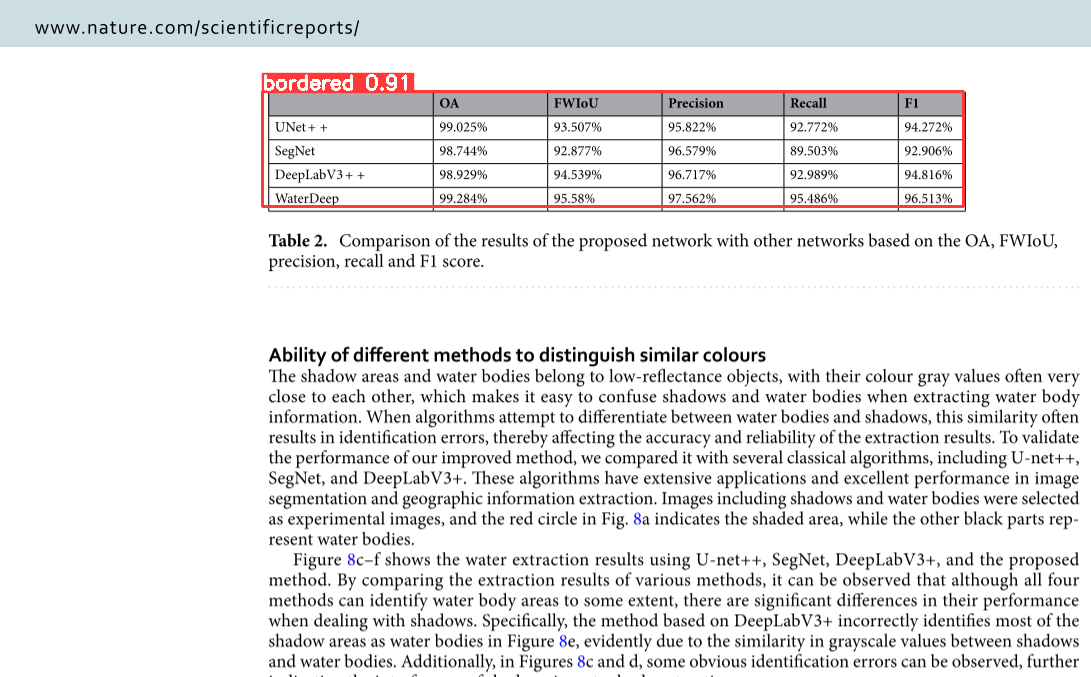 www.nature.com/scientificreports/
bordered 0.91
OA FWIoU Precision Recall F1
UNet++ 99.025% 93.507% 95.822% 92.772% 94.272%
SegNet 98.744% 92.877% 96.579% 89.503% 92.906%
DeepLabV3++ 98.929% 94.539% 96.717% 92.989% 94.816%
WaterDeep 99.284% 95.58% 97.562% 95.486% 96.513%
Table 2. Comparison of the results of the proposed network with other networks based on the OA, FWIoU,
precision, recall and F1 score.
Ability of different methods to distinguish similar colours
The shadow areas and water bodies belong to low-reflectance objects, with their colour gray values often very
close to each other, which makes it easy to confuse shadows and water bodies when extracting water body
information. When algorithms attempt to differentiate between water bodies and shadows, this similarity often
results in identification errors, thereby affecting the accuracy and reliability of the extraction results. To validate
the performance of our improved method, we compared it with several classical algorithms, including U-net++,
SegNet, and DeepLabV3+. These algorithms have extensive applications and excellent performance in image
segmentation and geographic information extraction. Images including shadows and water bodies were selected
as experimental images, and the red circle in Fig. 8a indicates the shaded area, while the other black parts rep-
resent water bodies.
Figure 8c–f shows the water extraction results using U-net++, SegNet, DeepLabV3+, and the proposed
method. By comparing the extraction results of various methods, it can be observed that although all four
methods can identify water body areas to some extent, there are significant differences in their performance
when dealing with shadows. Specifically, the method based on DeepLabV3+ incorrectly identifies most of the
shadow areas as water bodies in Figure 8e, evidently due to the similarity in grayscale values between shadows
and water bodies. Additionally, in Figures 8c and d, some obvious identification errors can be observed, further